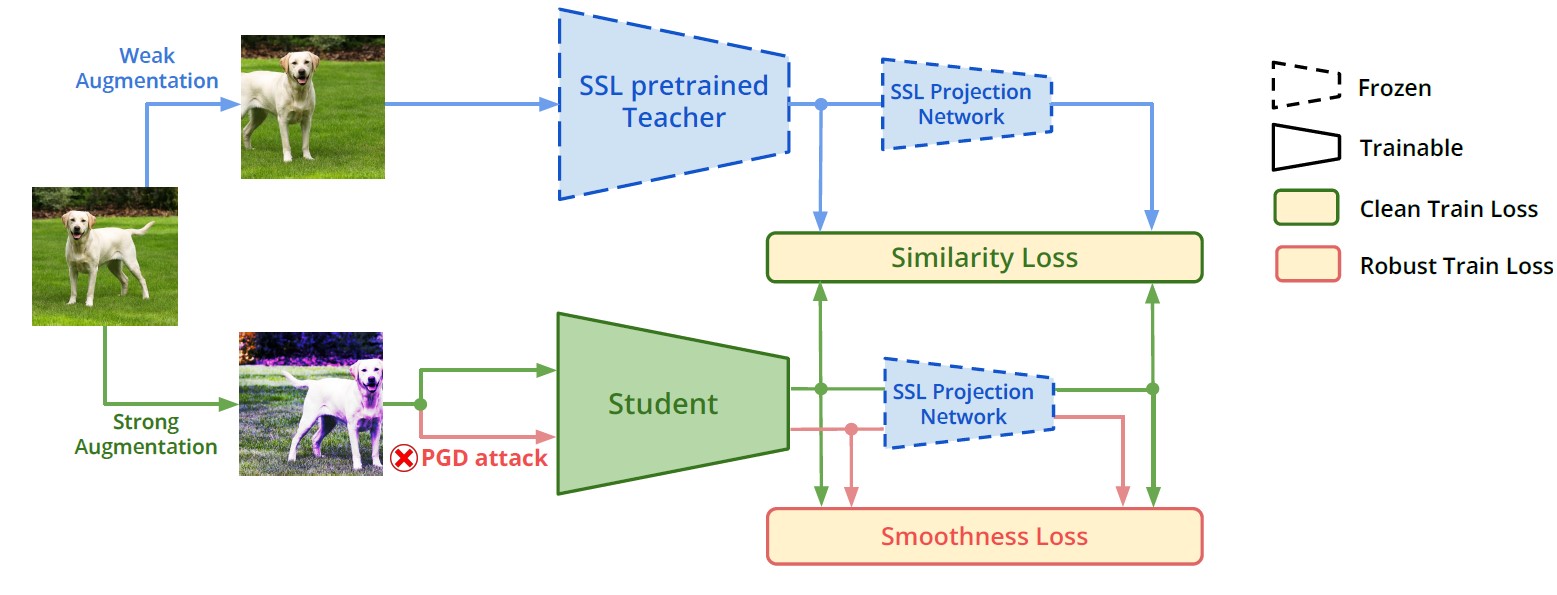 Weak
Augmentation
SSL pretrained
Teacher
SSL Projection
Network
Frozen
Trainable
Clean Train Loss
Robust Train Loss
Similarity Loss
Strong
Augmentation
PGD attack
Student
SSL Projection
Network
Smoothness Loss